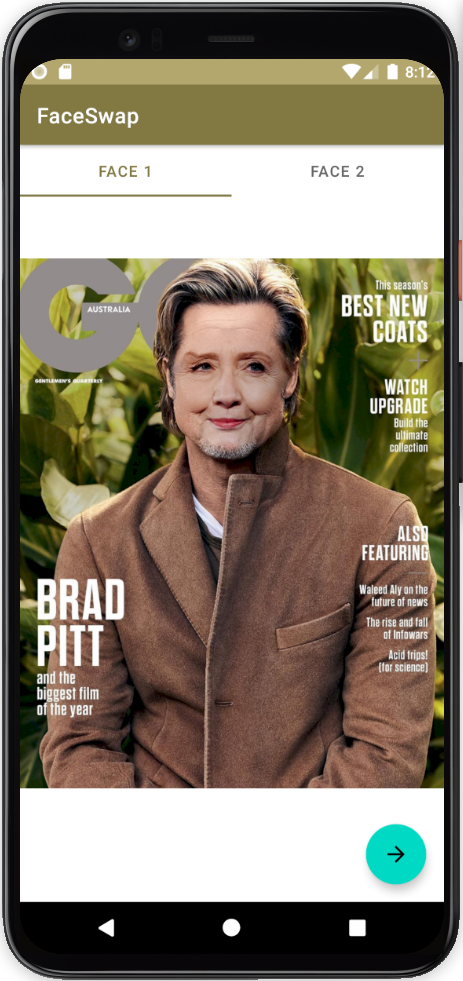 8:12
FaceSwap
FACE 1
FACE 2
AUSTRALIA
GENTLEMEN'S QUARTERLY
This season's
BEST NEW
COATS
WATCH
UPGRADE
Build the
ultimate
collection
ALSO
FEATURING
Waleed Aly on the
future of news
The rise and fall
of Infowars
Acid trips!
(for science)
BRAD
PITT
and the
biggest film
of the year